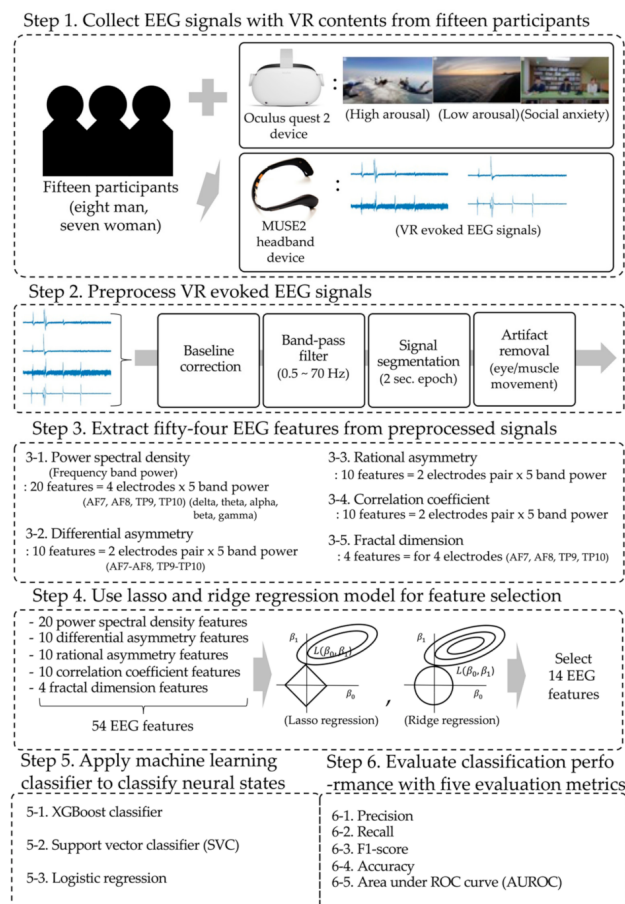 Step 1. Collect EEG signals with VR contents from fifteen participants
Fifteen participants
(eight man,
seven woman)
Oculus quest 2
device
:
(High arousal)
(Low arousal)
(Social anxiety)
MUSE2
headband
device
:
(VR evoked EEG signals)
Step 2. Preprocess VR evoked EEG signals
Baseline
correction
Band-pass
filter
(0.5 ~ 70 Hz)
Signal
segmentation
(2 sec. epoch)
Artifact
removal
(eye/muscle
movement)
Step 3. Extract fifty-four EEG features from preprocessed signals
3-1. Power spectral density
(Frequency band power)
: 20 features = 4 electrodes x 5 band power
(AF7, AF8, TP9, TP10) (delta, theta, alpha,
beta, gamma)
3-2. Differential asymmetry
: 10 features = 2 electrodes pair x 5 band power
(AF7-AF8, TP9-TP10)
3-3. Rational asymmetry
: 10 features = 2 electrodes pair x 5 band power
3-4. Correlation coefficient
: 10 features = 2 electrodes pair x 5 band power
3-5. Fractal dimension
: 4 features = for 4 electrodes (AF7, AF8, TP9, TP10)
Step 4. Use lasso and ridge regression model for feature selection
- 20 power spectral density features
- 10 differential asymmetry features
- 10 rational asymmetry features
- 10 correlation coefficient features
- 4 fractal dimension features
54 EEG features
β₁
L(β₀, β₁)
β₀
(Lasso regression)
,
β₁
L(β₀, β₁)
β₀
(Ridge regression)
Select
14 EEG
features
Step 5. Apply machine learning
classifier to classify neural states
5-1. XGBoost classifier
5-2. Support vector classifier (SVC)
5-3. Logistic regression
Step 6. Evaluate classification perfo
-rmance with five evaluation metrics
6-1. Precision
6-2. Recall
6-3. F1-score
6-4. Accuracy
6-5. Area under ROC curve (AUROC)